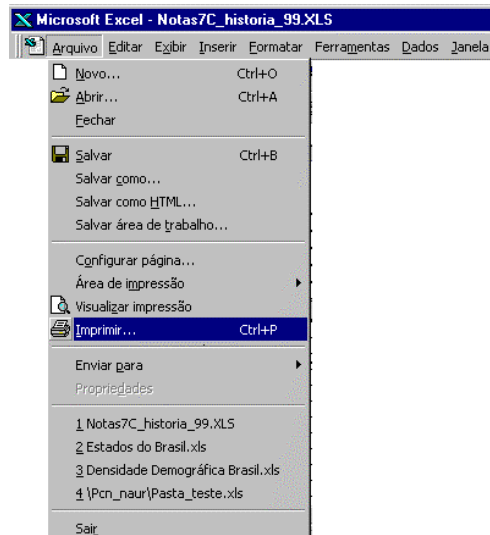 Microsoft Excel - Notas7C_historia_99.XLS
Arquivo Editar Exibir Inserir Formatar Ferramentas Dados Janela
Novo... Ctrl+O
Abrir... Ctrl+A
Fechar
Salvar Ctrl+B
Salvar como...
Salvar como HTML...
Salvar área de trabalho...
Configurar página...
Área de impressão
Visualizar impressão
Imprimir... Ctrl+P
Enviar para
Propriedades
1 Notas7C_historia_99.XLS
2 Estados do Brasil.xls
3 Densidade Demográfica Brasil.xls
4 \Pcn_naur\Pasta_teste.xls
Sair